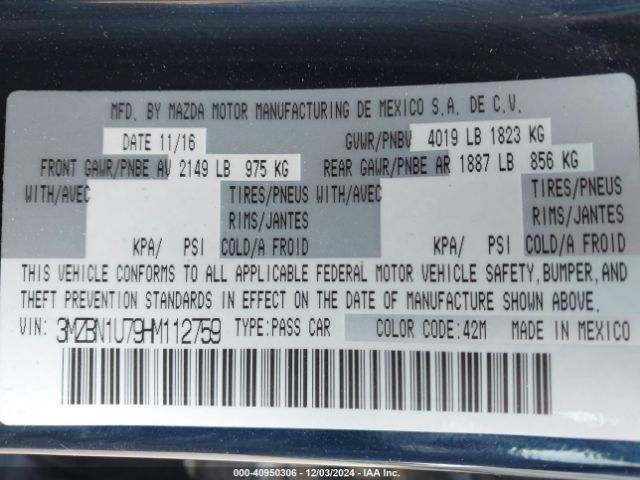 MFD. BY MAZDA MOTOR MANUFACTURING DE MEXICO S.A. DE C.V.
DATE 11/16 GVWR/PNBV 4019 LB 1823 KG
FRONT GAWR/PNBE AV 2149 LB 975 KG REAR GAWR/PNBE AR 1887 LB 856 KG
WITH/AVEC TIRES/PNEUS WITH/AVEC TIRES/PNEUS
RIMS/JANTES RIMS/JANTES
KPA/ PSI COLD/A FROID KPA/ PSI COLD/A FROID
THIS VEHICLE CONFORMS TO ALL APPLICABLE FEDERAL MOTOR VEHICLE SAFETY, BUMPER, AND
THEFT PREVENTION STANDARDS IN EFFECT ON THE DATE OF MANUFACTURE SHOWN ABOVE.
VIN: 3MZBN1U79HM112759 TYPE:PASS CAR COLOR CODE:42M MADE IN MEXICO
000-40950306 - 12/03/2024 - IAA Inc.